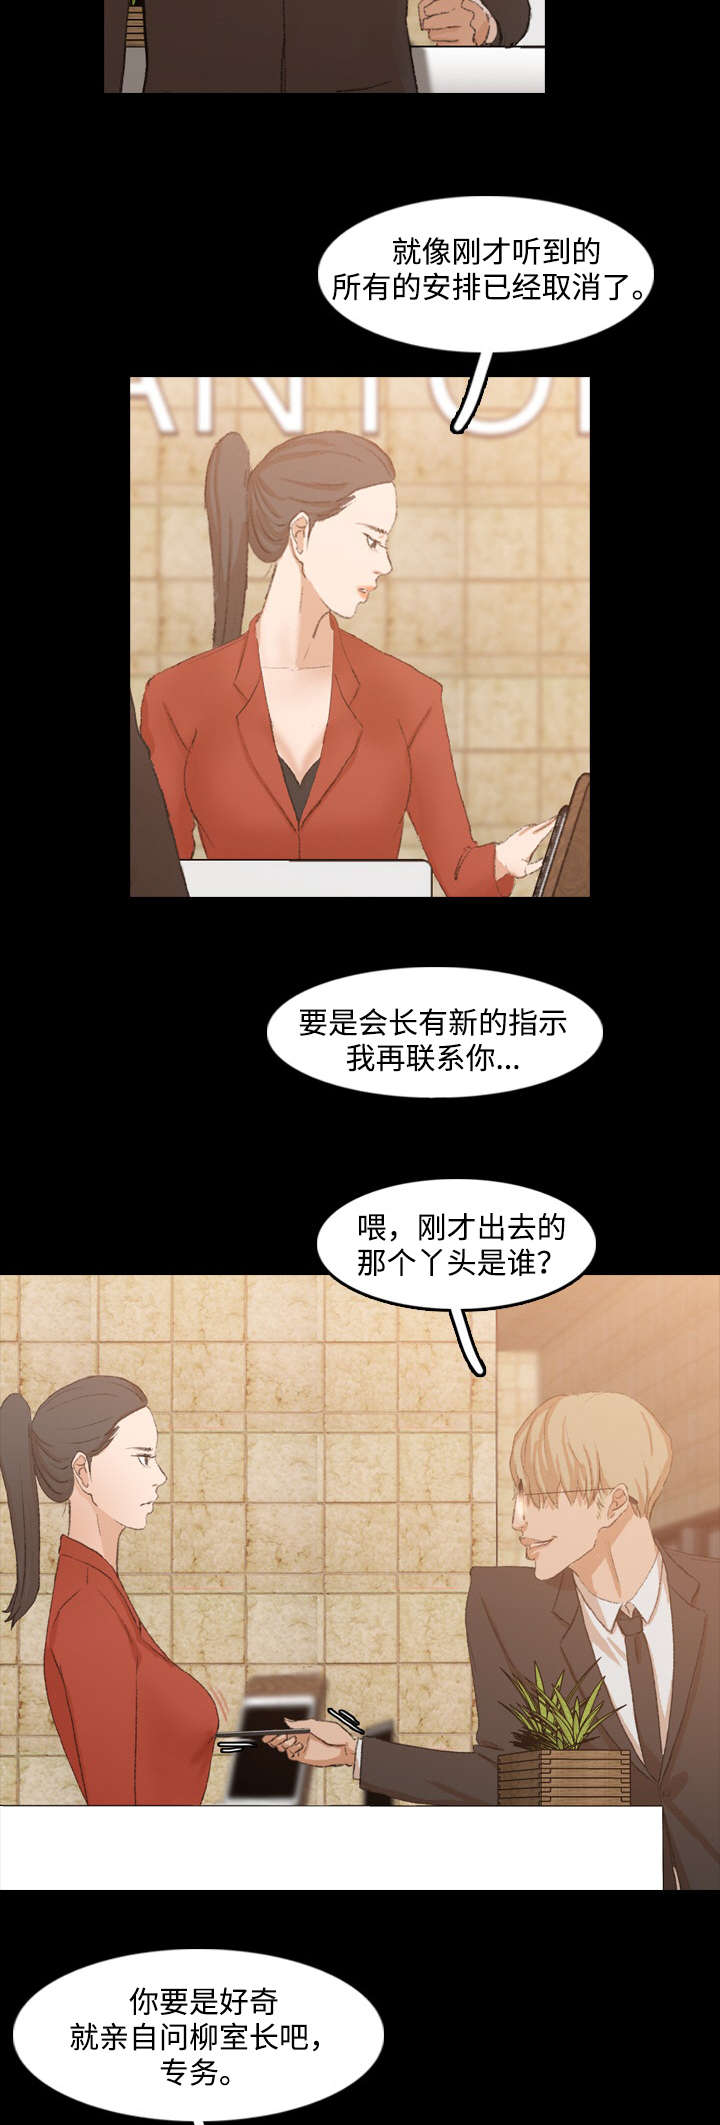 就像刚才听到的
所有的安排已经取消了。
ANTO
要是会长有新的指示
我再联系你...
喂，刚才出去的
那个丫头是谁？
你要是好奇
就亲自问柳室长吧，
专务。